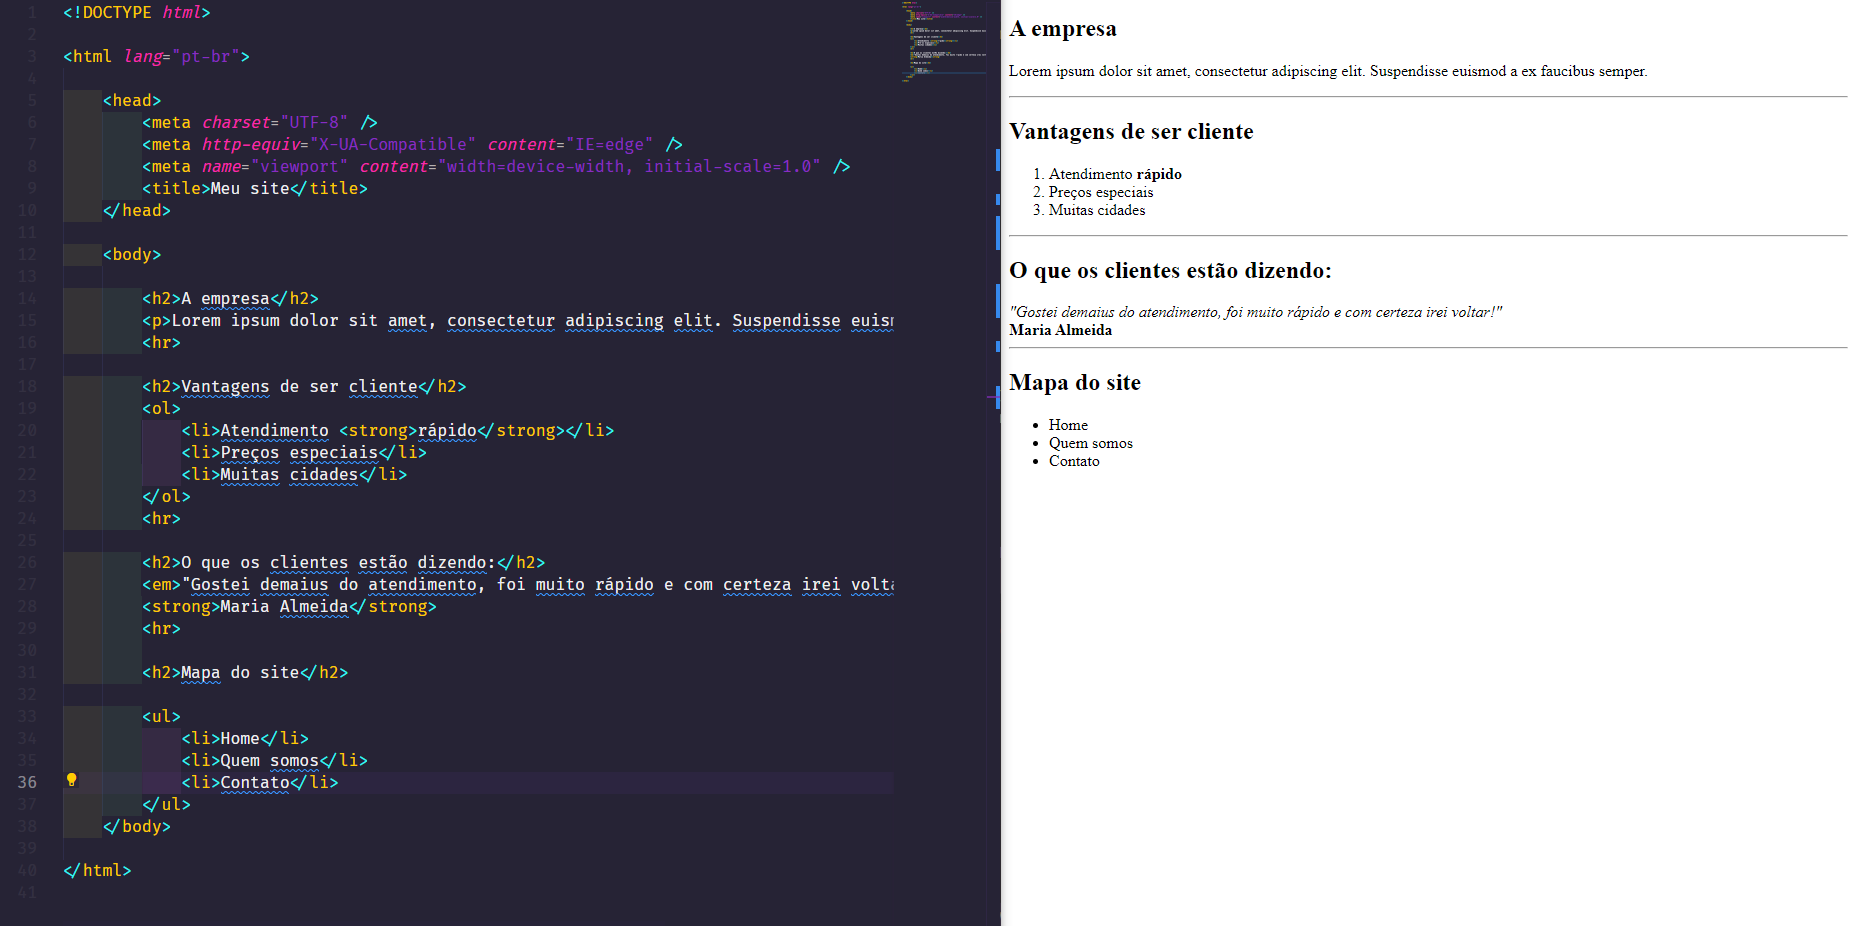 1 <!DOCTYPE html>
2
3 <html lang="pt-br">
4
5 <head>
6 <meta charset="UTF-8" />
7 <meta http-equiv="X-UA-Compatible" content="IE=edge" />
8 <meta name="viewport" content="width=device-width, initial-scale=1.0" />
9 <title>Meu site</title>
10 </head>
11
12 <body>
13
14 <h2>A empresa</h2>
15 <p>Lorem ipsum dolor sit amet, consectetur adipiscing elit. Suspendisse euism
16 <hr>
17
18 <h2>Vantagens de ser cliente</h2>
19 <ol>
20 <li>Atendimento <strong>rápido</strong></li>
21 <li>Preços especiais</li>
22 <li>Muitas cidades</li>
23 </ol>
24 <hr>
25
26 <h2>O que os clientes estão dizendo:</h2>
27 <em>"Gostei demaius do atendimento, foi muito rápido e com certeza irei volta
28 <strong>Maria Almeida</strong>
29 <hr>
30
31 <h2>Mapa do site</h2>
32
33 <ul>
34 <li>Home</li>
35 <li>Quem somos</li>
36 <li>Contato</li>
37 </ul>
38 </body>
39
40 </html>
41
A empresa
Lorem ipsum dolor sit amet, consectetur adipiscing elit. Suspendisse euismod a ex faucibus semper.
Vantagens de ser cliente
1. Atendimento rápido
2. Preços especiais
3. Muitas cidades
O que os clientes estão dizendo:
"Gostei demaius do atendimento, foi muito rápido e com certeza irei voltar!"
Maria Almeida
Mapa do site
• Home
• Quem somos
• Contato